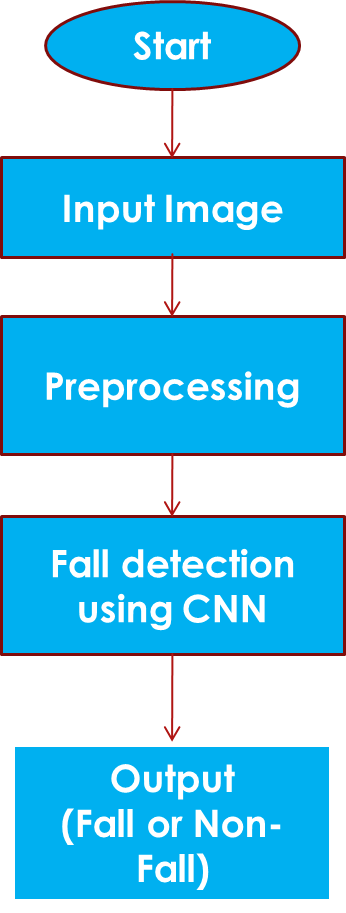 Start
Input Image
Preprocessing
Fall detection
using CNN
Output
(Fall or Non-
Fall)